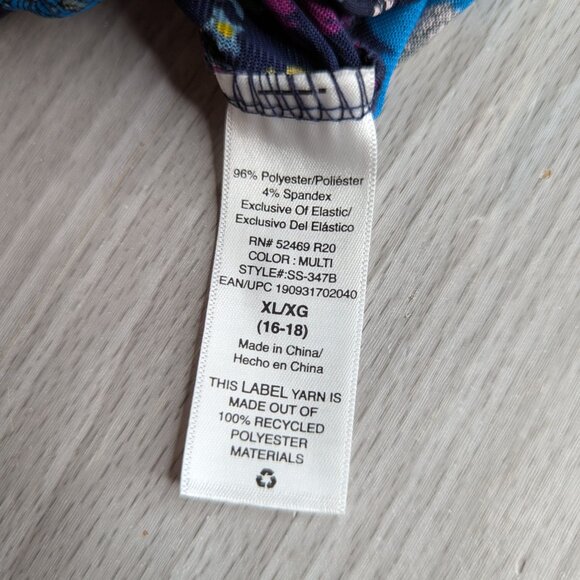 96% Polyester/Poliéster
4% Spandex
Exclusive Of Elastic/
Exclusivo Del Elástico
RN# 52469 R20
COLOR : MULTI
STYLE#:SS-347B
EAN/UPC 190931702040
XL/XG
(16-18)
Made in China/
Hecho en China
THIS LABEL YARN IS
MADE OUT OF
100% RECYCLED
POLYESTER
MATERIALS